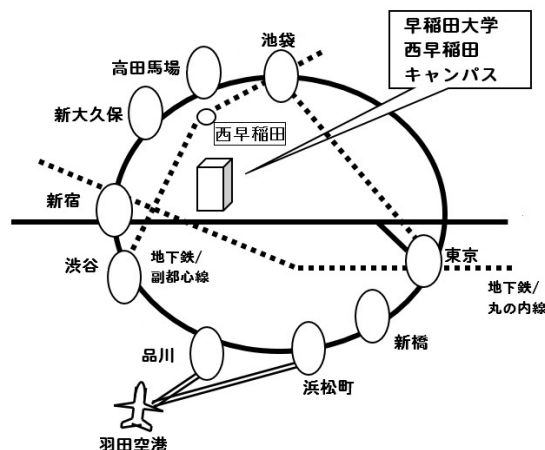 早稲田大学
西早稲田
キャンパス
池袋
高田馬場
新大久保
西早稲田
新宿
渋谷
地下鉄/
副都心線
東京
地下鉄/
丸の内線
新橋
品川
浜松町
羽田空港